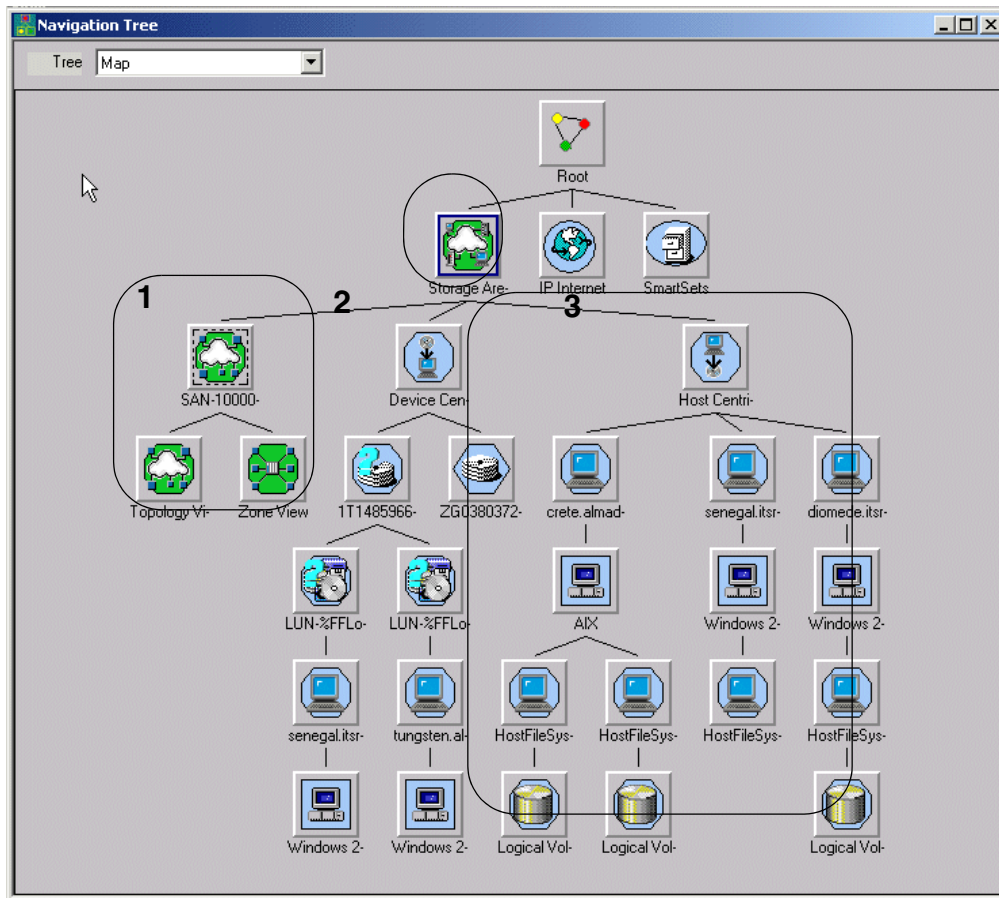 Navigation Tree
Tree Map
Root
Storage Are- IP Internet SmartSets
1 2 3
SAN-10000- Device Cen- Host Centri-
Topology Vi- Zone View 1T1485966- ZG0380372- crete.almad- senegal.itsr- diomede.itsr-
LUN-%FFLo- LUN-%FFLo- AIX Windows 2- Windows 2-
senegal.itsr- tungsten.al- HostFileSys- HostFileSys- HostFileSys- HostFileSys-
Windows 2- Windows 2- Logical Vol- Logical Vol- Logical Vol-